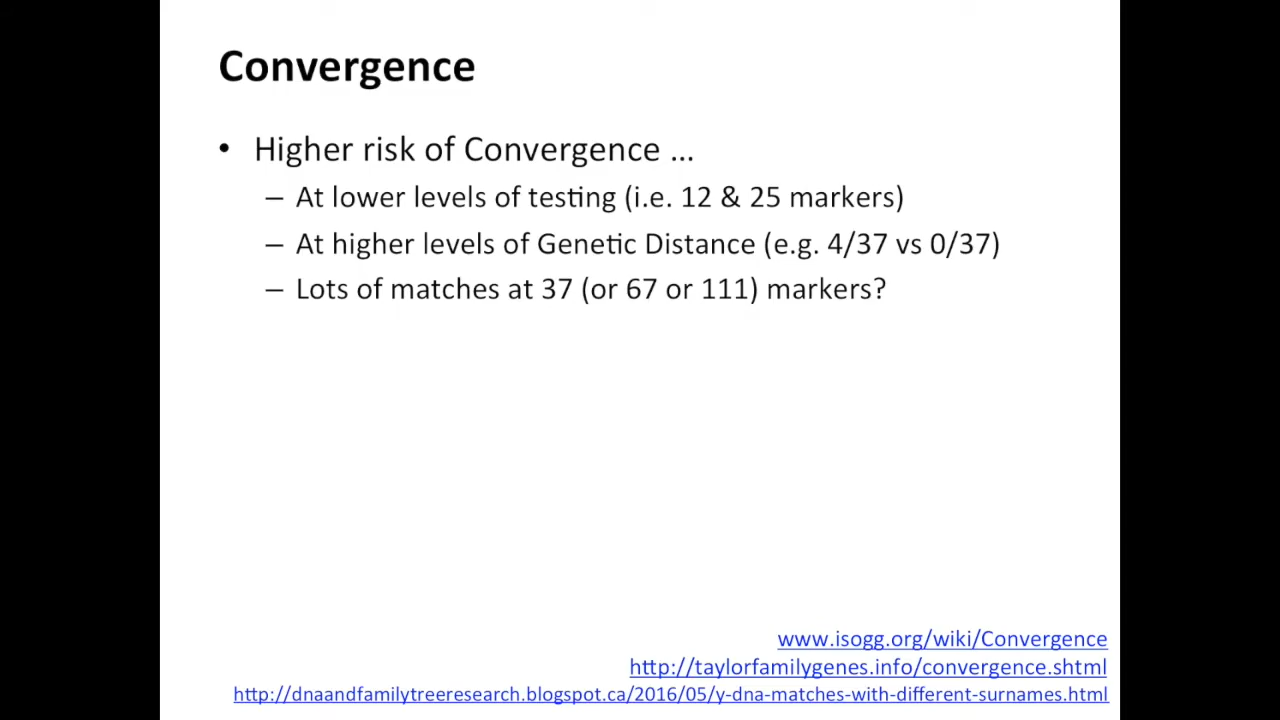 Convergence
• Higher risk of Convergence …
– At lower levels of testing (i.e. 12 & 25 markers)
– At higher levels of Genetic Distance (e.g. 4/37 vs 0/37)
– Lots of matches at 37 (or 67 or 111) markers?
www.isogg.org/wiki/Convergence
http://taylorfamilygenes.info/convergence.shtml
http://dnaandfamilytreeresearch.blogspot.ca/2016/05/y-dna-matches-with-different-surnames.html